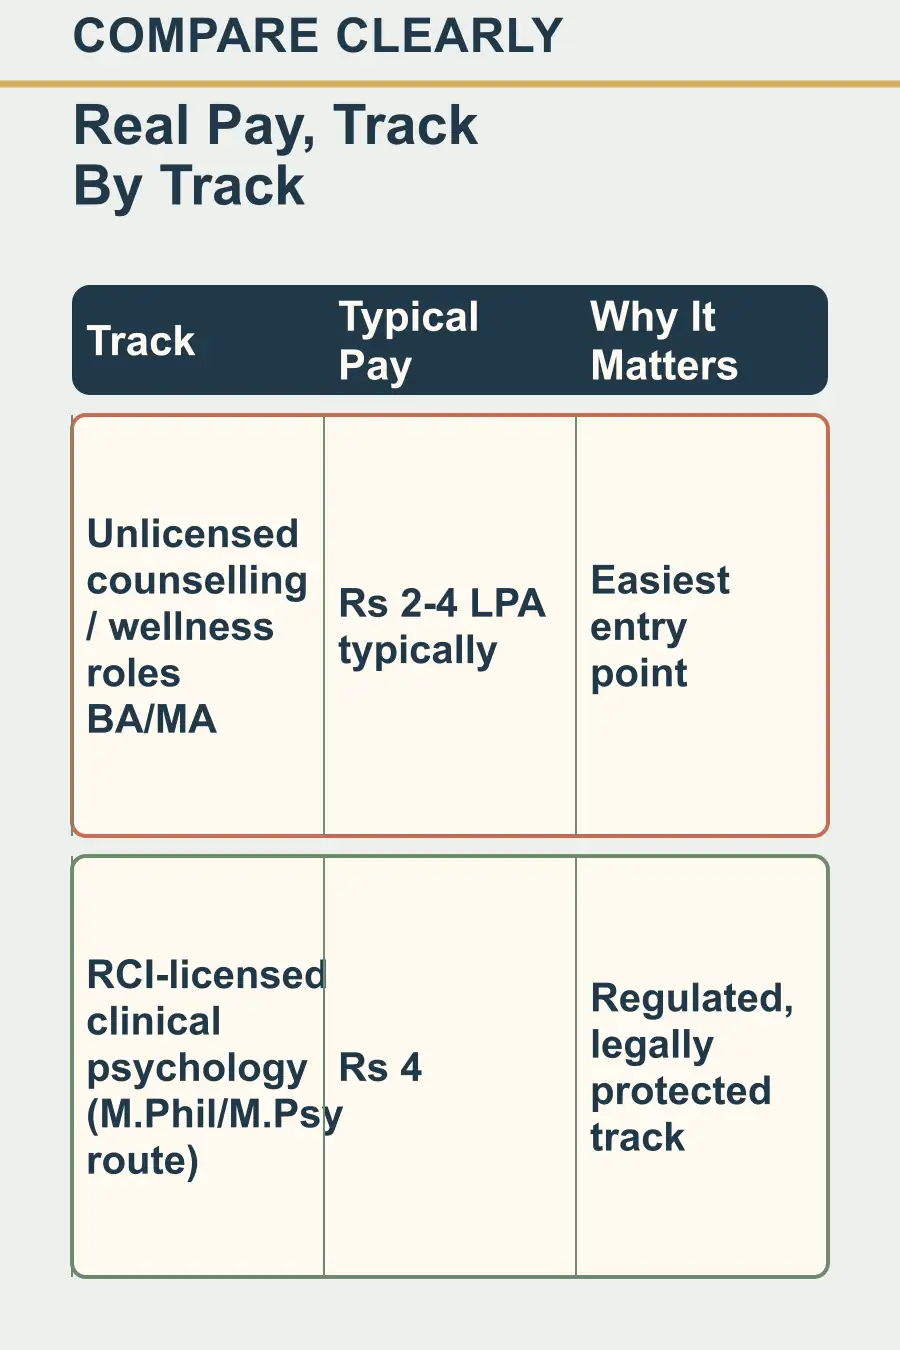 COMPARE CLEARLY
Real Pay, Track
By Track
Track
Typical
Pay
Why It
Matters
Unlicensed
counselling
/ wellness
roles
BA/MA
Rs 2-4 LPA
typically
Easiest
entry
point
RCI-licensed
clinical
psychology
(M.Phil/M.Psy
route)
Rs 4
Regulated,
legally
protected
track